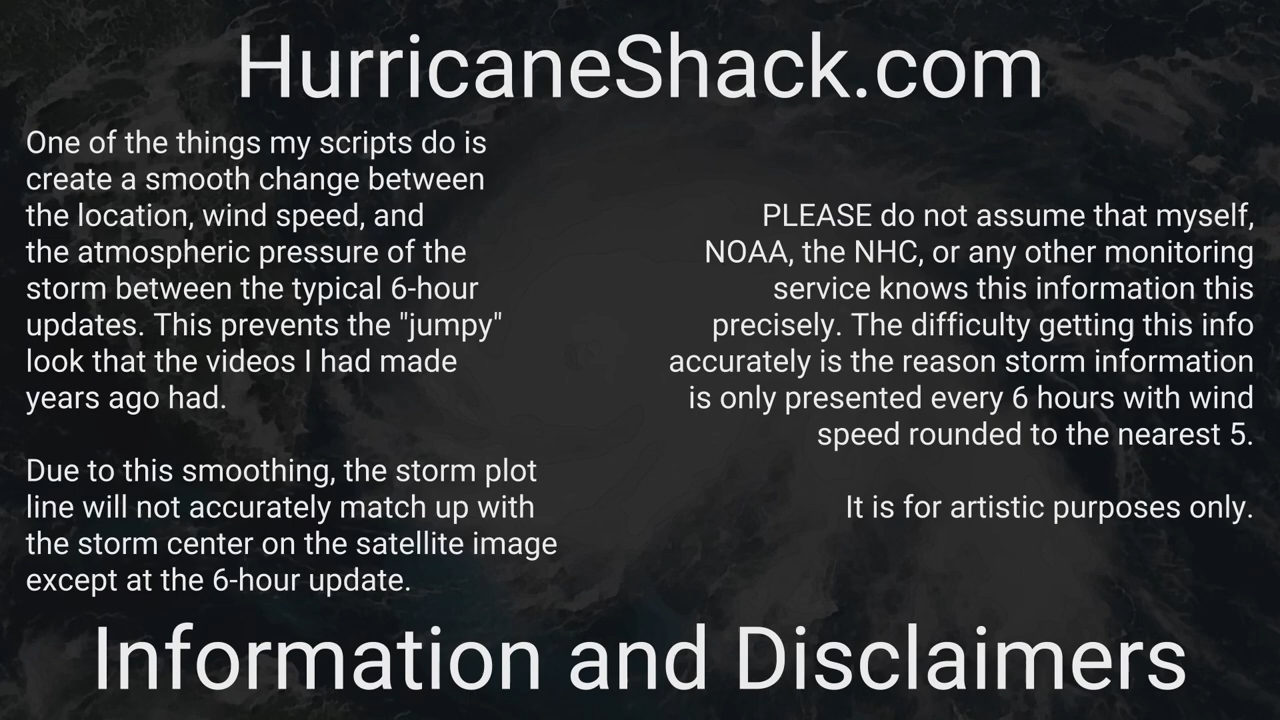 HurricaneShack.com
One of the things my scripts do is
create a smooth change between
the location, wind speed, and
the atmospheric pressure of the
storm between the typical 6-hour
updates. This prevents the "jumpy"
look that the videos I had made
years ago had.
Due to this smoothing, the storm plot
line will not accurately match up with
the storm center on the satellite image
except at the 6-hour update.
PLEASE do not assume that myself,
NOAA, the NHC, or any other monitoring
service knows this information this
precisely. The difficulty getting this info
accurately is the reason storm information
is only presented every 6 hours with wind
speed rounded to the nearest 5.
It is for artistic purposes only.
Information and Disclaimers